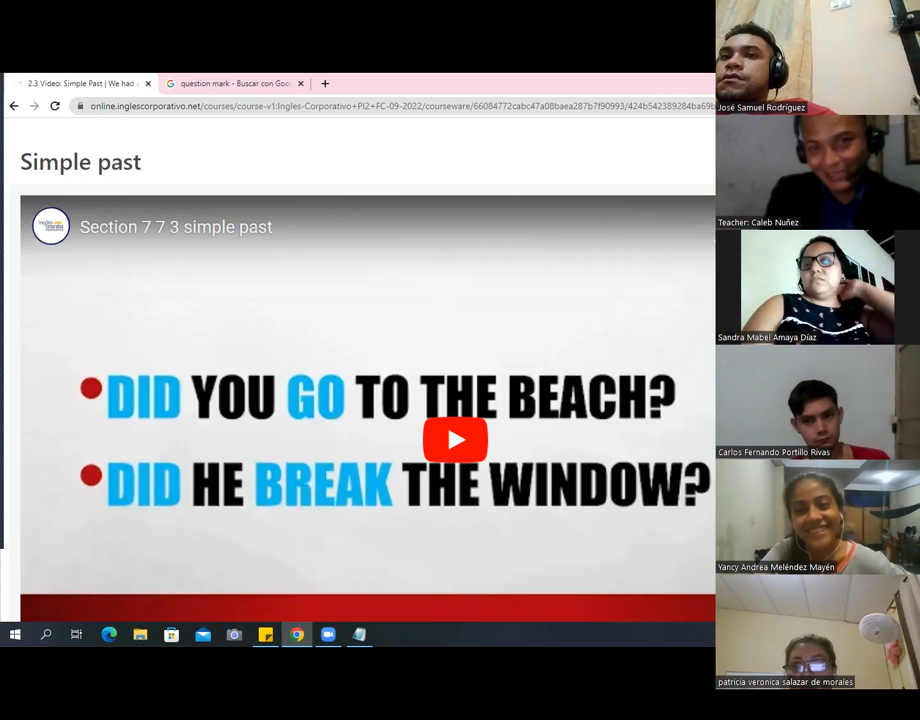 2.3 Video: Simple Past | We had
question mark - Buscar con Goo
online.inglescorporativo.net/courses/course-v1:Ingles-Corporativo+PI2+FC-09-2022/courseware/66084772cabc47a08baea287b7f90993/424b542389284ba69b
Simple past
Section 7 7 3 simple past
•DID YOU GO TO THE BEACH?
•DID HE BREAK THE WINDOW?
José Samuel Rodríguez
Teacher: Caleb Nuñez
Sandra Mabel Amaya Díaz
Carlos Fernando Portillo Rivas
Yancy Andrea Meléndez Mayén
patricia veronica salazar de morales